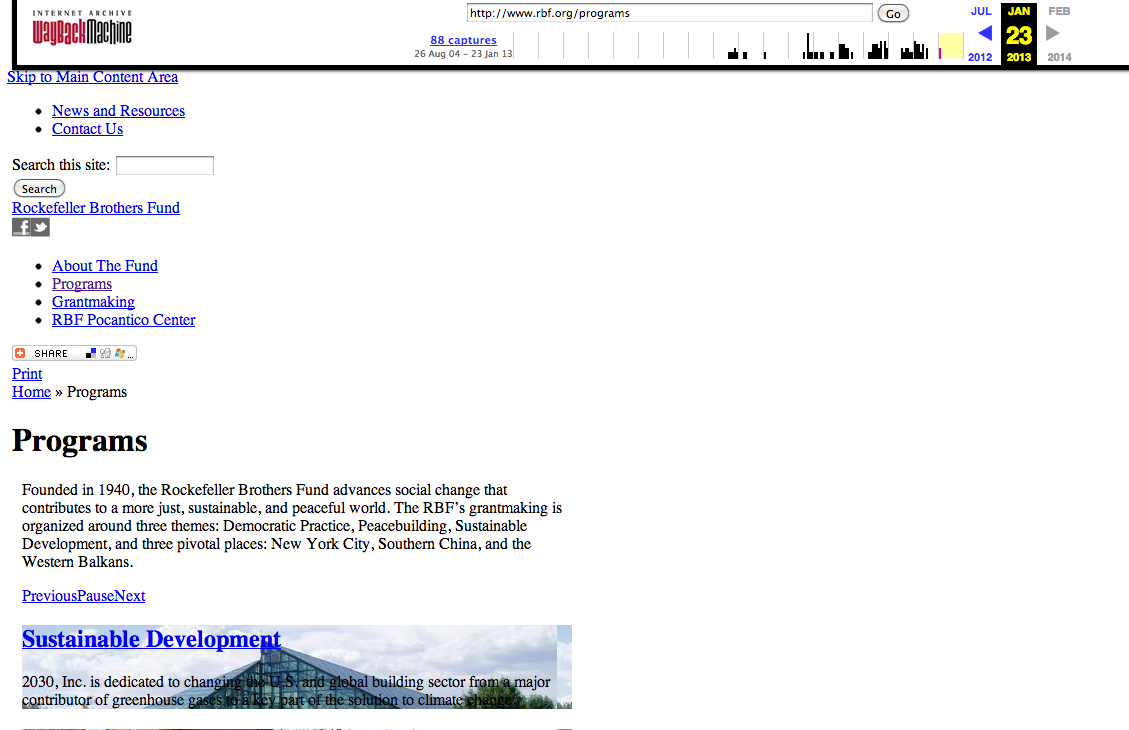 INTERNET ARCHIVE
WayBackMachine
http://www.rbf.org/programs
Go
88 captures
26 Aug 04 - 23 Jan 13
JUL JAN FEB
23
2012 2013 2014
Skip to Main Content Area
News and Resources
Contact Us
Search this site:
Search
Rockefeller Brothers Fund
About The Fund
Programs
Grantmaking
RBF Pocantico Center
SHARE
Print
Home » Programs
Programs
Founded in 1940, the Rockefeller Brothers Fund advances social change that
contributes to a more just, sustainable, and peaceful world. The RBF's grantmaking is
organized around three themes: Democratic Practice, Peacebuilding, Sustainable
Development, and three pivotal places: New York City, Southern China, and the
Western Balkans.
PreviousPauseNext
Sustainable Development
2030, Inc. is dedicated to changing the U.S. and global building sector from a major
contributor of greenhouse gases to a key part of the solution to climate change.